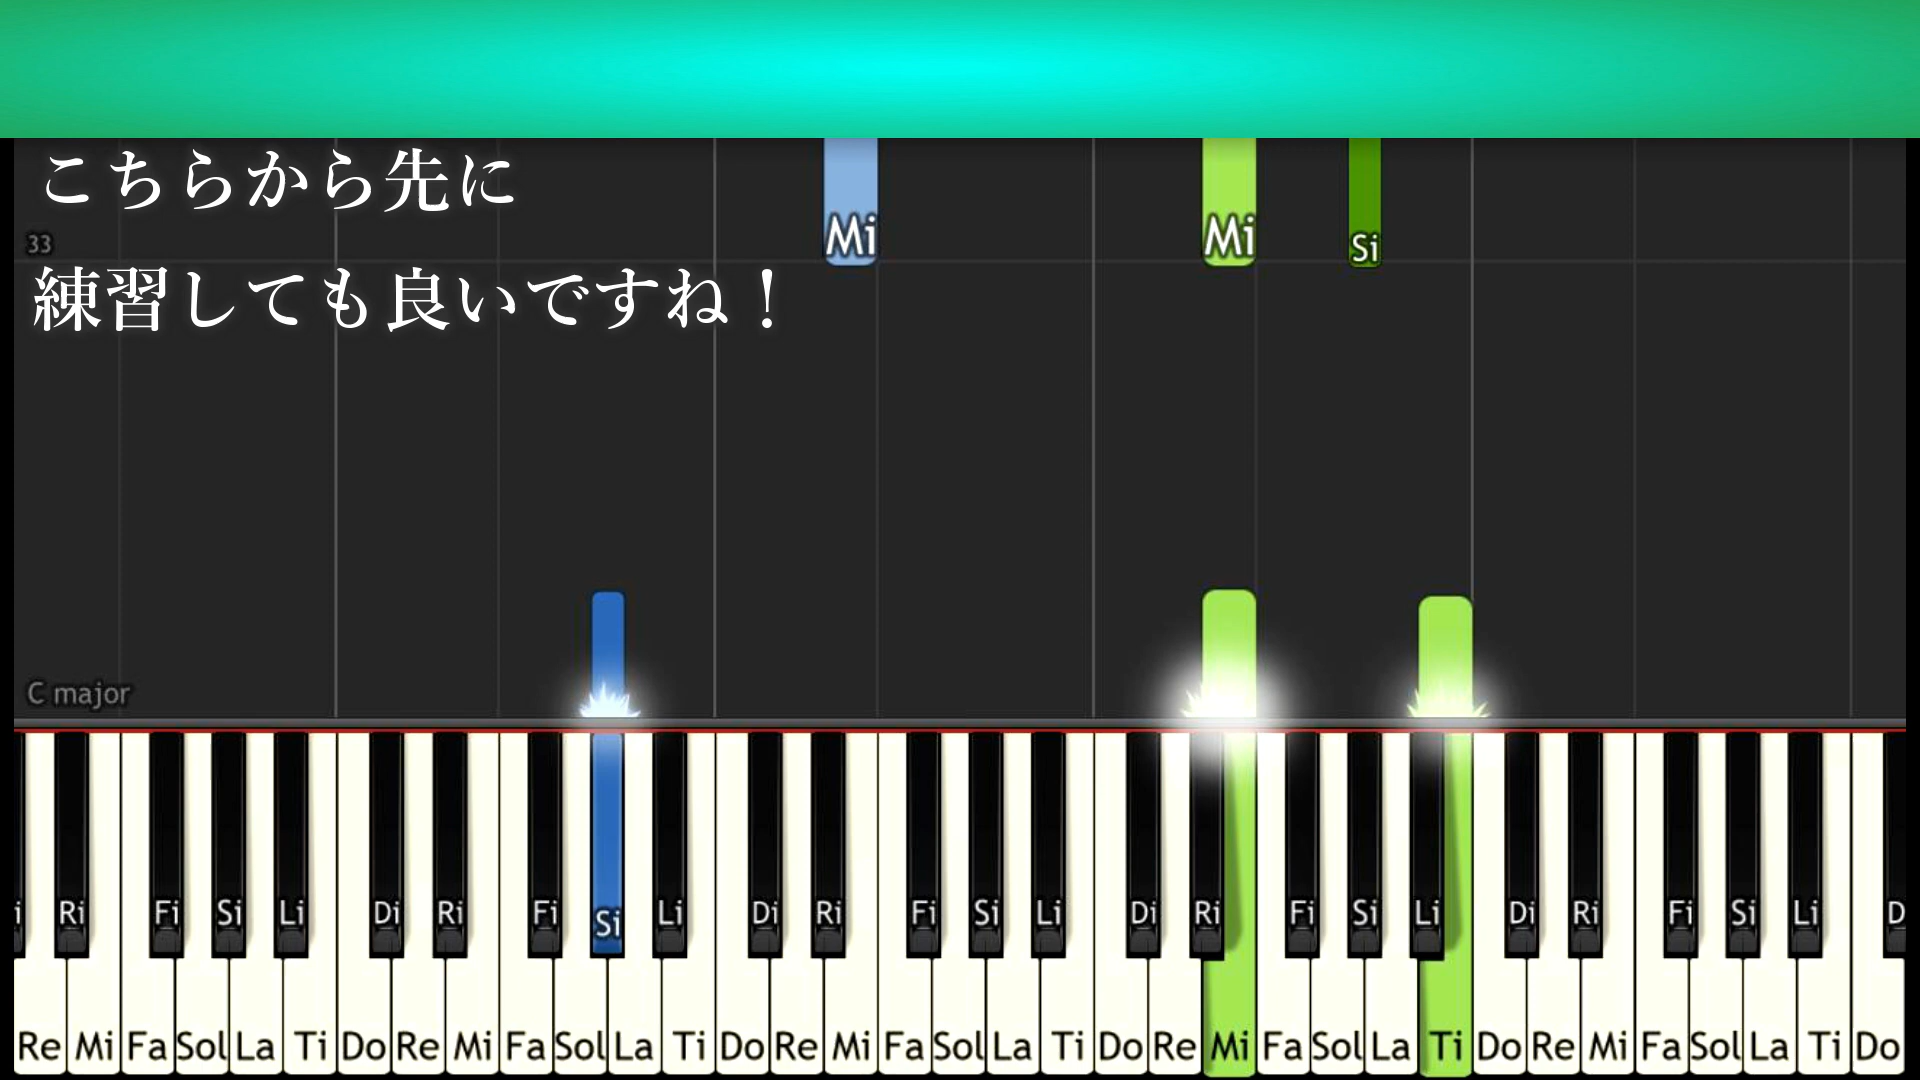 こちらから先に
Mi Mi Si
33
練習しても良いですね！
C major
Ri Fi Si Li Di Ri Fi Si Li Di Ri Fi Si Li Di Ri Fi Si Li Di Ri Fi Si Li D
Re Mi Fa Sol La Ti Do Re Mi Fa Sol La Ti Do Re Mi Fa Sol La Ti Do Re Mi Fa Sol La Ti Do Re Mi Fa Sol La Ti Do